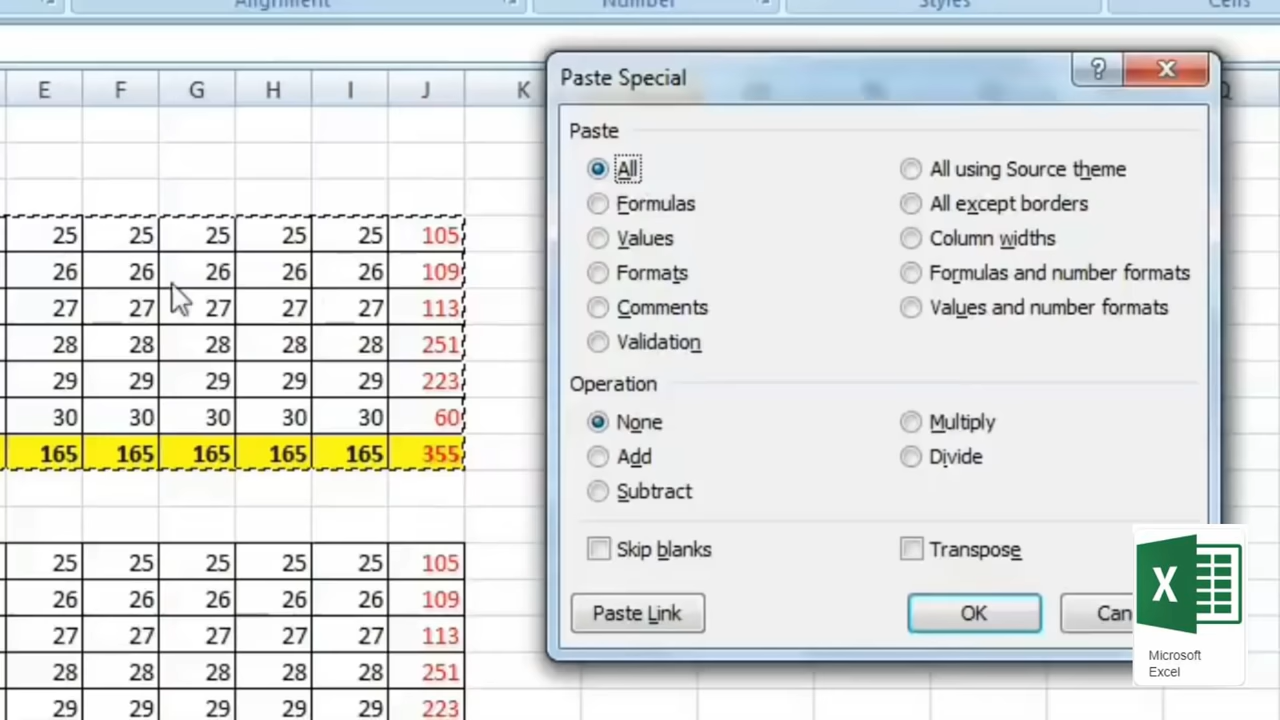 Alignment Number Styles Cells
E F G H I J K Q
Paste Special
Paste
All All using Source theme
Formulas All except borders
Values Column widths
Formats Formulas and number formats
Comments Values and number formats
Validation
Operation
None Multiply
Add Divide
Subtract
Skip blanks Transpose
Paste Link OK Can
25 25 25 25 25 105
26 26 26 26 26 109
27 27 27 27 27 113
28 28 28 28 28 251
29 29 29 29 29 223
30 30 30 30 30 60
165 165 165 165 165 355
25 25 25 25 25 105
26 26 26 26 26 109
27 27 27 27 27 113
28 28 28 28 28 251
29 29 29 29 29 223
X
Microsoft
Excel